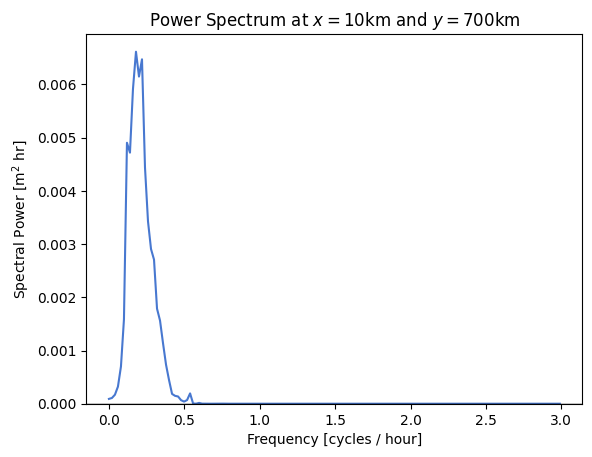 Power Spectrum at x = 10km and y = 700km
0.006
0.005
0.004
0.003
0.002
0.001
0.000
Spectral Power [m² hr]
0.0 0.5 1.0 1.5 2.0 2.5 3.0
Frequency [cycles / hour]